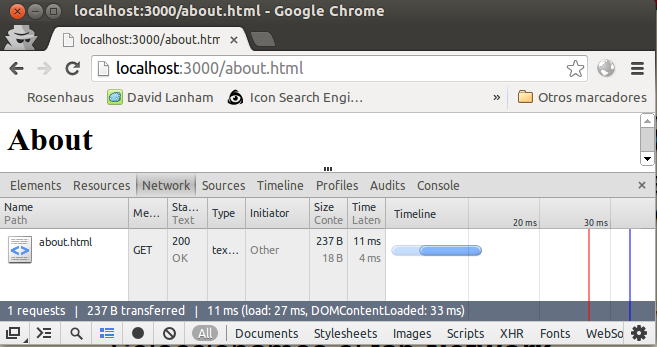 localhost:3000/about.html - Google Chrome
localhost:3000/about.htm
localhost:3000/about.html
Rosenhaus David Lanham Icon Search Engi... » Otros marcadores
About
Elements Resources Network Sources Timeline Profiles Audits Console ×
Name Me... Sta... Type Initiator Size Time Timeline
Path Text Conte Laten
20 ms 30 ms
about.html GET 200 tex... Other 237 B 11 ms
OK 18 B 4 ms
1 requests | 237 B transferred | 11 ms (load: 27 ms, DOMContentLoaded: 33 ms)
All Documents Stylesheets Images Scripts XHR Fonts WebSo